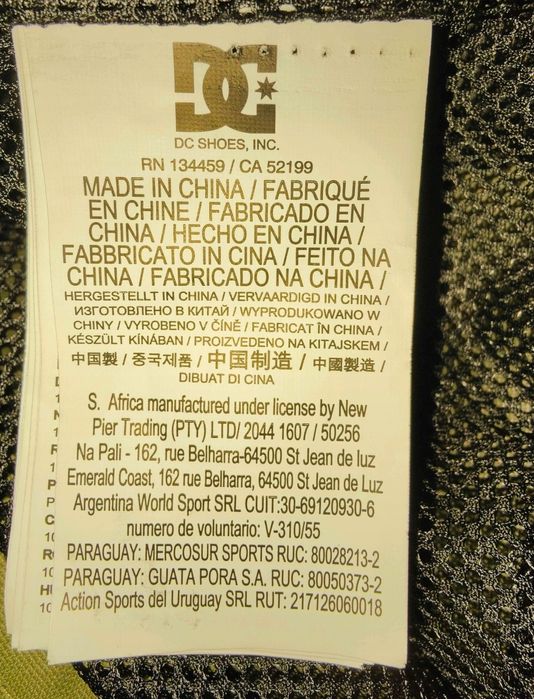 DC
DC SHOES, INC.
RN 134459 / CA 52199
MADE IN CHINA / FABRIQUÉ
EN CHINE / FABRICADO EN
CHINA / HECHO EN CHINA /
FABBRICATO IN CINA / FEITO NA
CHINA / FABRICADO NA CHINA /
HERGESTELLT IN CHINA / VERVAARDIGD IN CHINA /
ИЗГОТОВЛЕНО В КИТАЙ / WYPRODUKOWANO W
CHINY / VYROBENO V ČÍNĚ / FABRICAT ÎN CHINA /
KÉSZÜLT KÍNÁBAN / PROIZVEDENO NA KITAJSKEM /
中国製 / 중국제품 / 中国制造 / 中國製造 /
DIBUAT DI CINA
S. Africa manufactured under license by New
Pier Trading (PTY) LTD/ 2044 1607 / 50256
Na Pali - 162, rue Belharra-64500 St Jean de luz
Emerald Coast, 162 rue Belharra, 64500 St Jean de Luz
Argentina World Sport SRL CUIT:30-69120930-6
numero de voluntario: V-310/55
PARAGUAY: MERCOSUR SPORTS RUC: 80028213-2
PARAGUAY: GUATA PORA S.A. RUC: 80050373-2
Action Sports del Uruguay SRL RUT: 217126060018